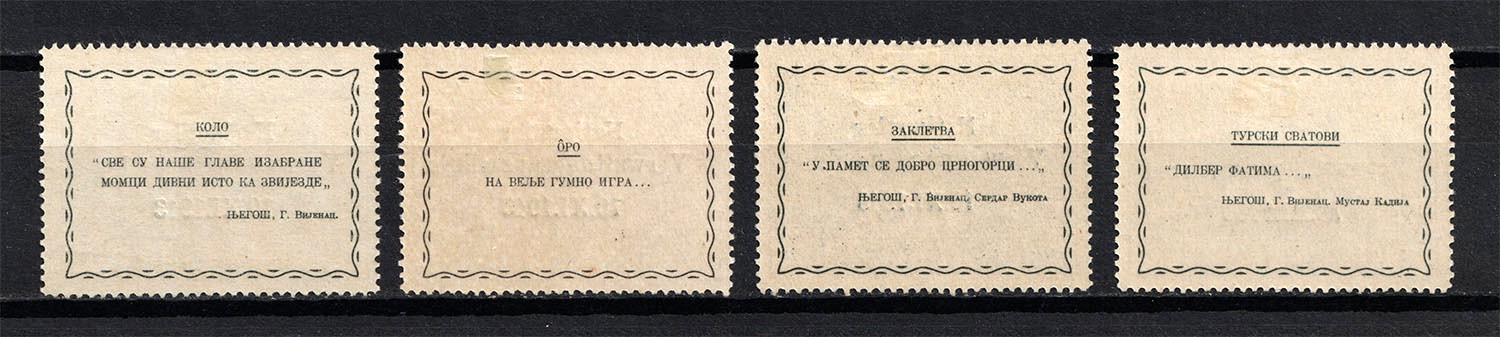 КОЛО
“СВЕ СУ НАШЕ ГЛАВЕ ИЗАБРАНЕ
МОМЦИ ДИВНИ ИСТО КА ЗВИЈЕЗДЕ„
ЊЕГОШ, Г. Вијенац.
О̂РО
НА ВЕЉЕ ГУМНО ИГРА...
ЗАКЛЕТВА
“У ПАМЕТ СЕ ДОБРО ЦРНОГОРЦИ...„
ЊЕГОШ, Г. Вијенац, Сердар Вукота
ТУРСКИ СВАТОВИ
“ДИЛБЕР ФАТИМА...„
ЊЕГОШ, Г. Вијенац. Мустај Кадија